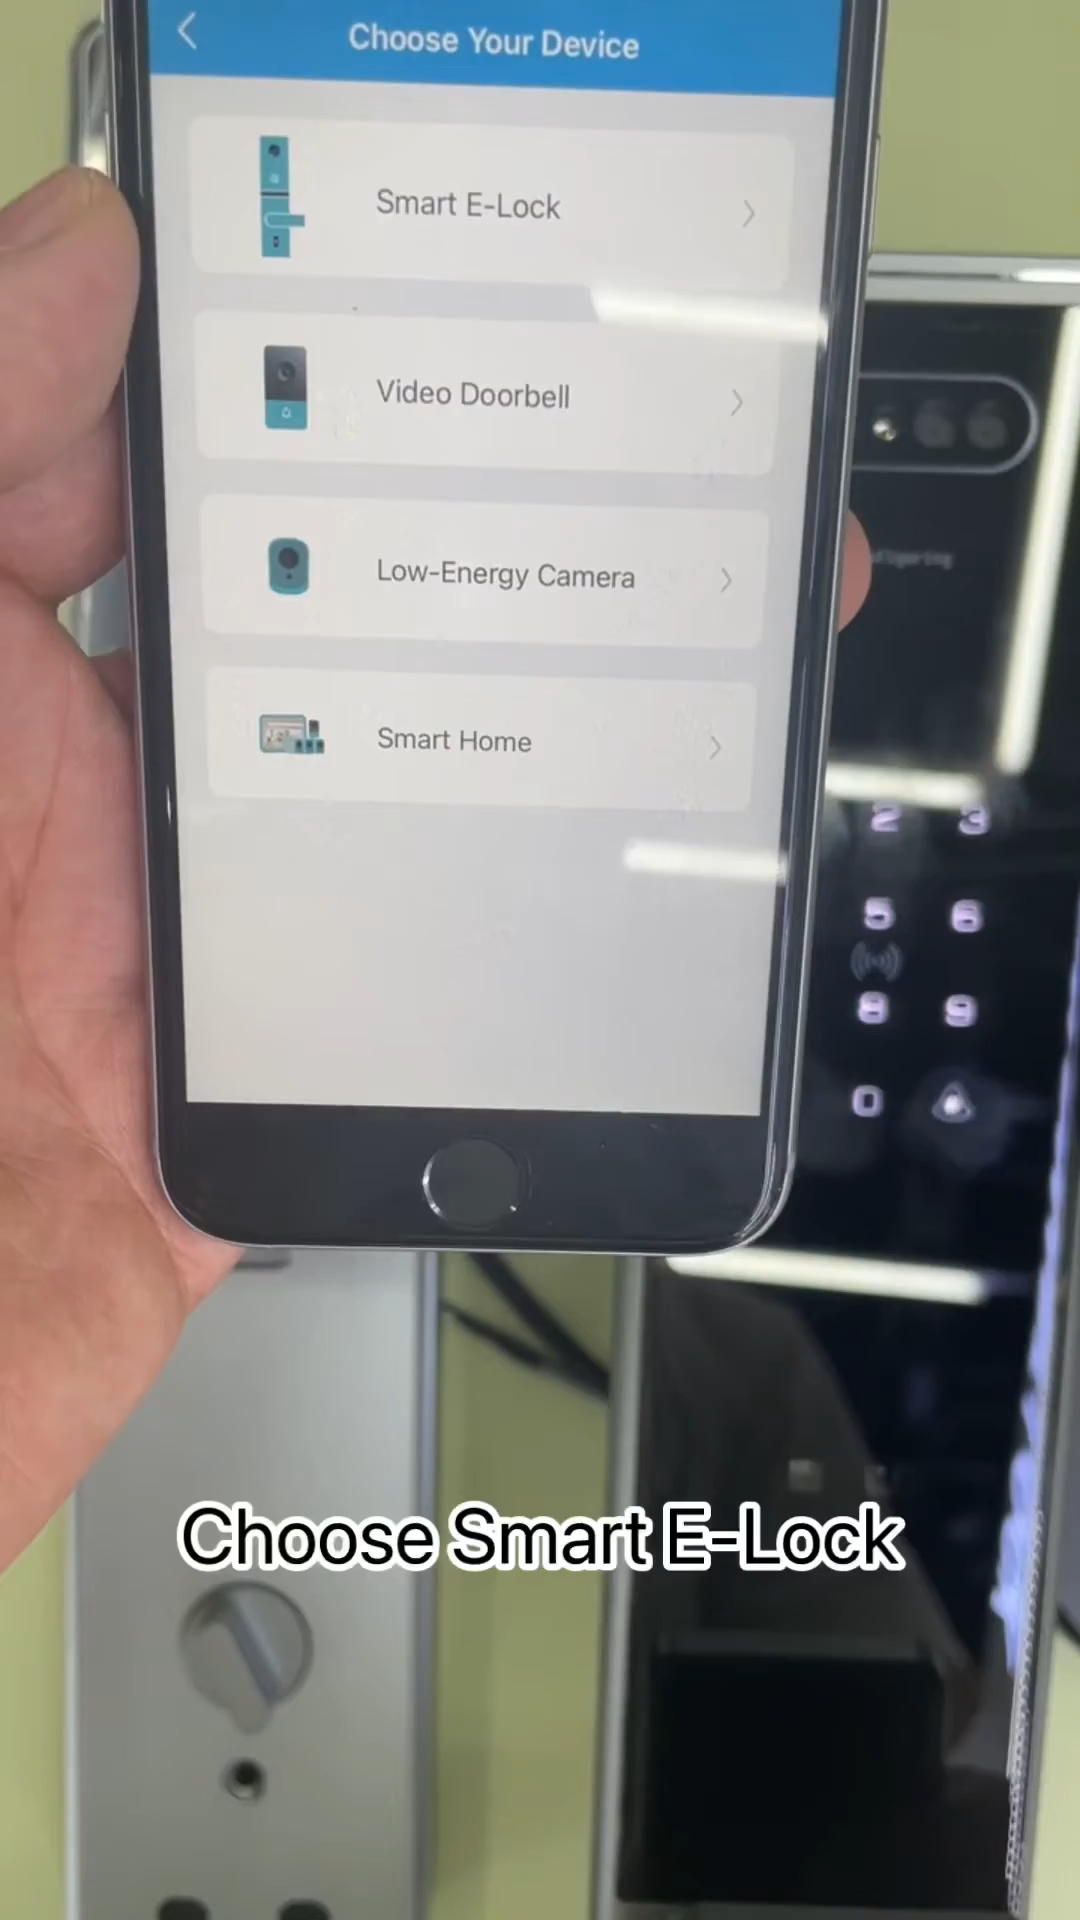 Choose Your Device
Smart E-Lock
Video Doorbell
Low-Energy Camera
Smart Home
2 3
5 6
8 9
0
Choose Smart E-Lock